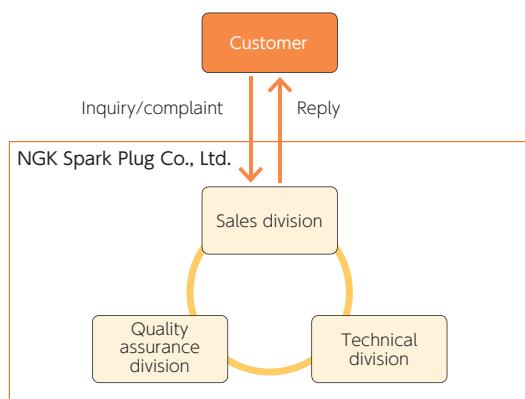 Customer
Inquiry/complaint
Reply
NGK Spark Plug Co., Ltd.
Sales division
Quality
assurance
division
Technical
division